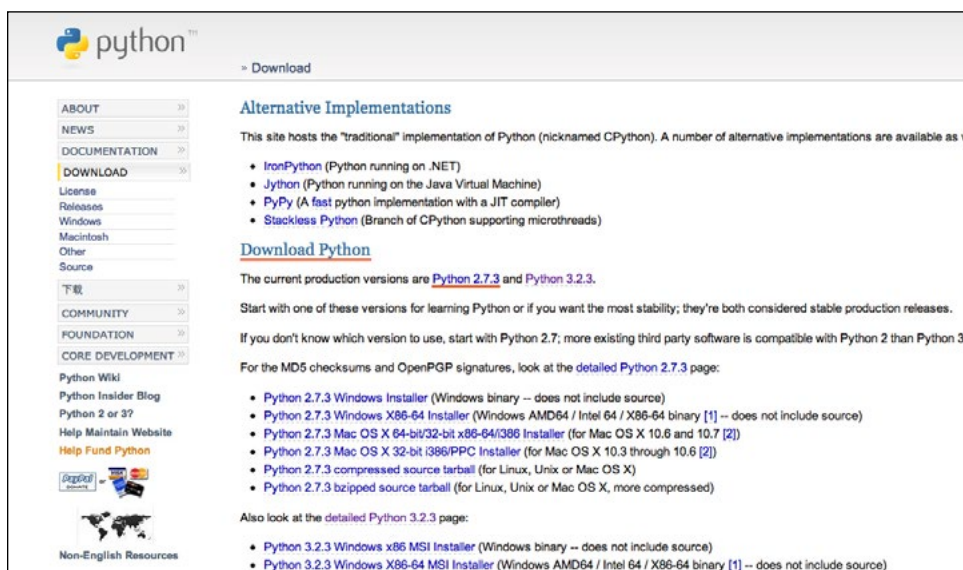 python™
» Download
ABOUT »
NEWS »
DOCUMENTATION »
DOWNLOAD »
License
Releases
Windows
Macintosh
Other
Source
下载 »
COMMUNITY »
FOUNDATION »
CORE DEVELOPMENT »
Python Wiki
Python Insider Blog
Python 2 or 3?
Help Maintain Website
Help Fund Python
PayPal
DONATE
or
VISA
Non-English Resources
Alternative Implementations
This site hosts the "traditional" implementation of Python (nicknamed CPython). A number of alternative implementations are available as
IronPython (Python running on .NET)
Jython (Python running on the Java Virtual Machine)
PyPy (A fast python implementation with a JIT compiler)
Stackless Python (Branch of CPython supporting microthreads)
Download Python
The current production versions are Python 2.7.3 and Python 3.2.3.
Start with one of these versions for learning Python or if you want the most stability; they're both considered stable production releases.
If you don't know which version to use, start with Python 2.7; more existing third party software is compatible with Python 2 than Python 3
For the MD5 checksums and OpenPGP signatures, look at the detailed Python 2.7.3 page:
Python 2.7.3 Windows Installer (Windows binary -- does not include source)
Python 2.7.3 Windows X86-64 Installer (Windows AMD64 / Intel 64 / X86-64 binary [1] -- does not include source)
Python 2.7.3 Mac OS X 64-bit/32-bit x86-64/i386 Installer (for Mac OS X 10.6 and 10.7 [2])
Python 2.7.3 Mac OS X 32-bit i386/PPC Installer (for Mac OS X 10.3 through 10.6 [2])
Python 2.7.3 compressed source tarball (for Linux, Unix or Mac OS X)
Python 2.7.3 bzipped source tarball (for Linux, Unix or Mac OS X, more compressed)
Also look at the detailed Python 3.2.3 page:
Python 3.2.3 Windows x86 MSI Installer (Windows binary -- does not include source)
Python 3.2.3 Windows X86-64 MSI Installer (Windows AMD64 / Intel 64 / X86-64 binary [1] -- does not include source)